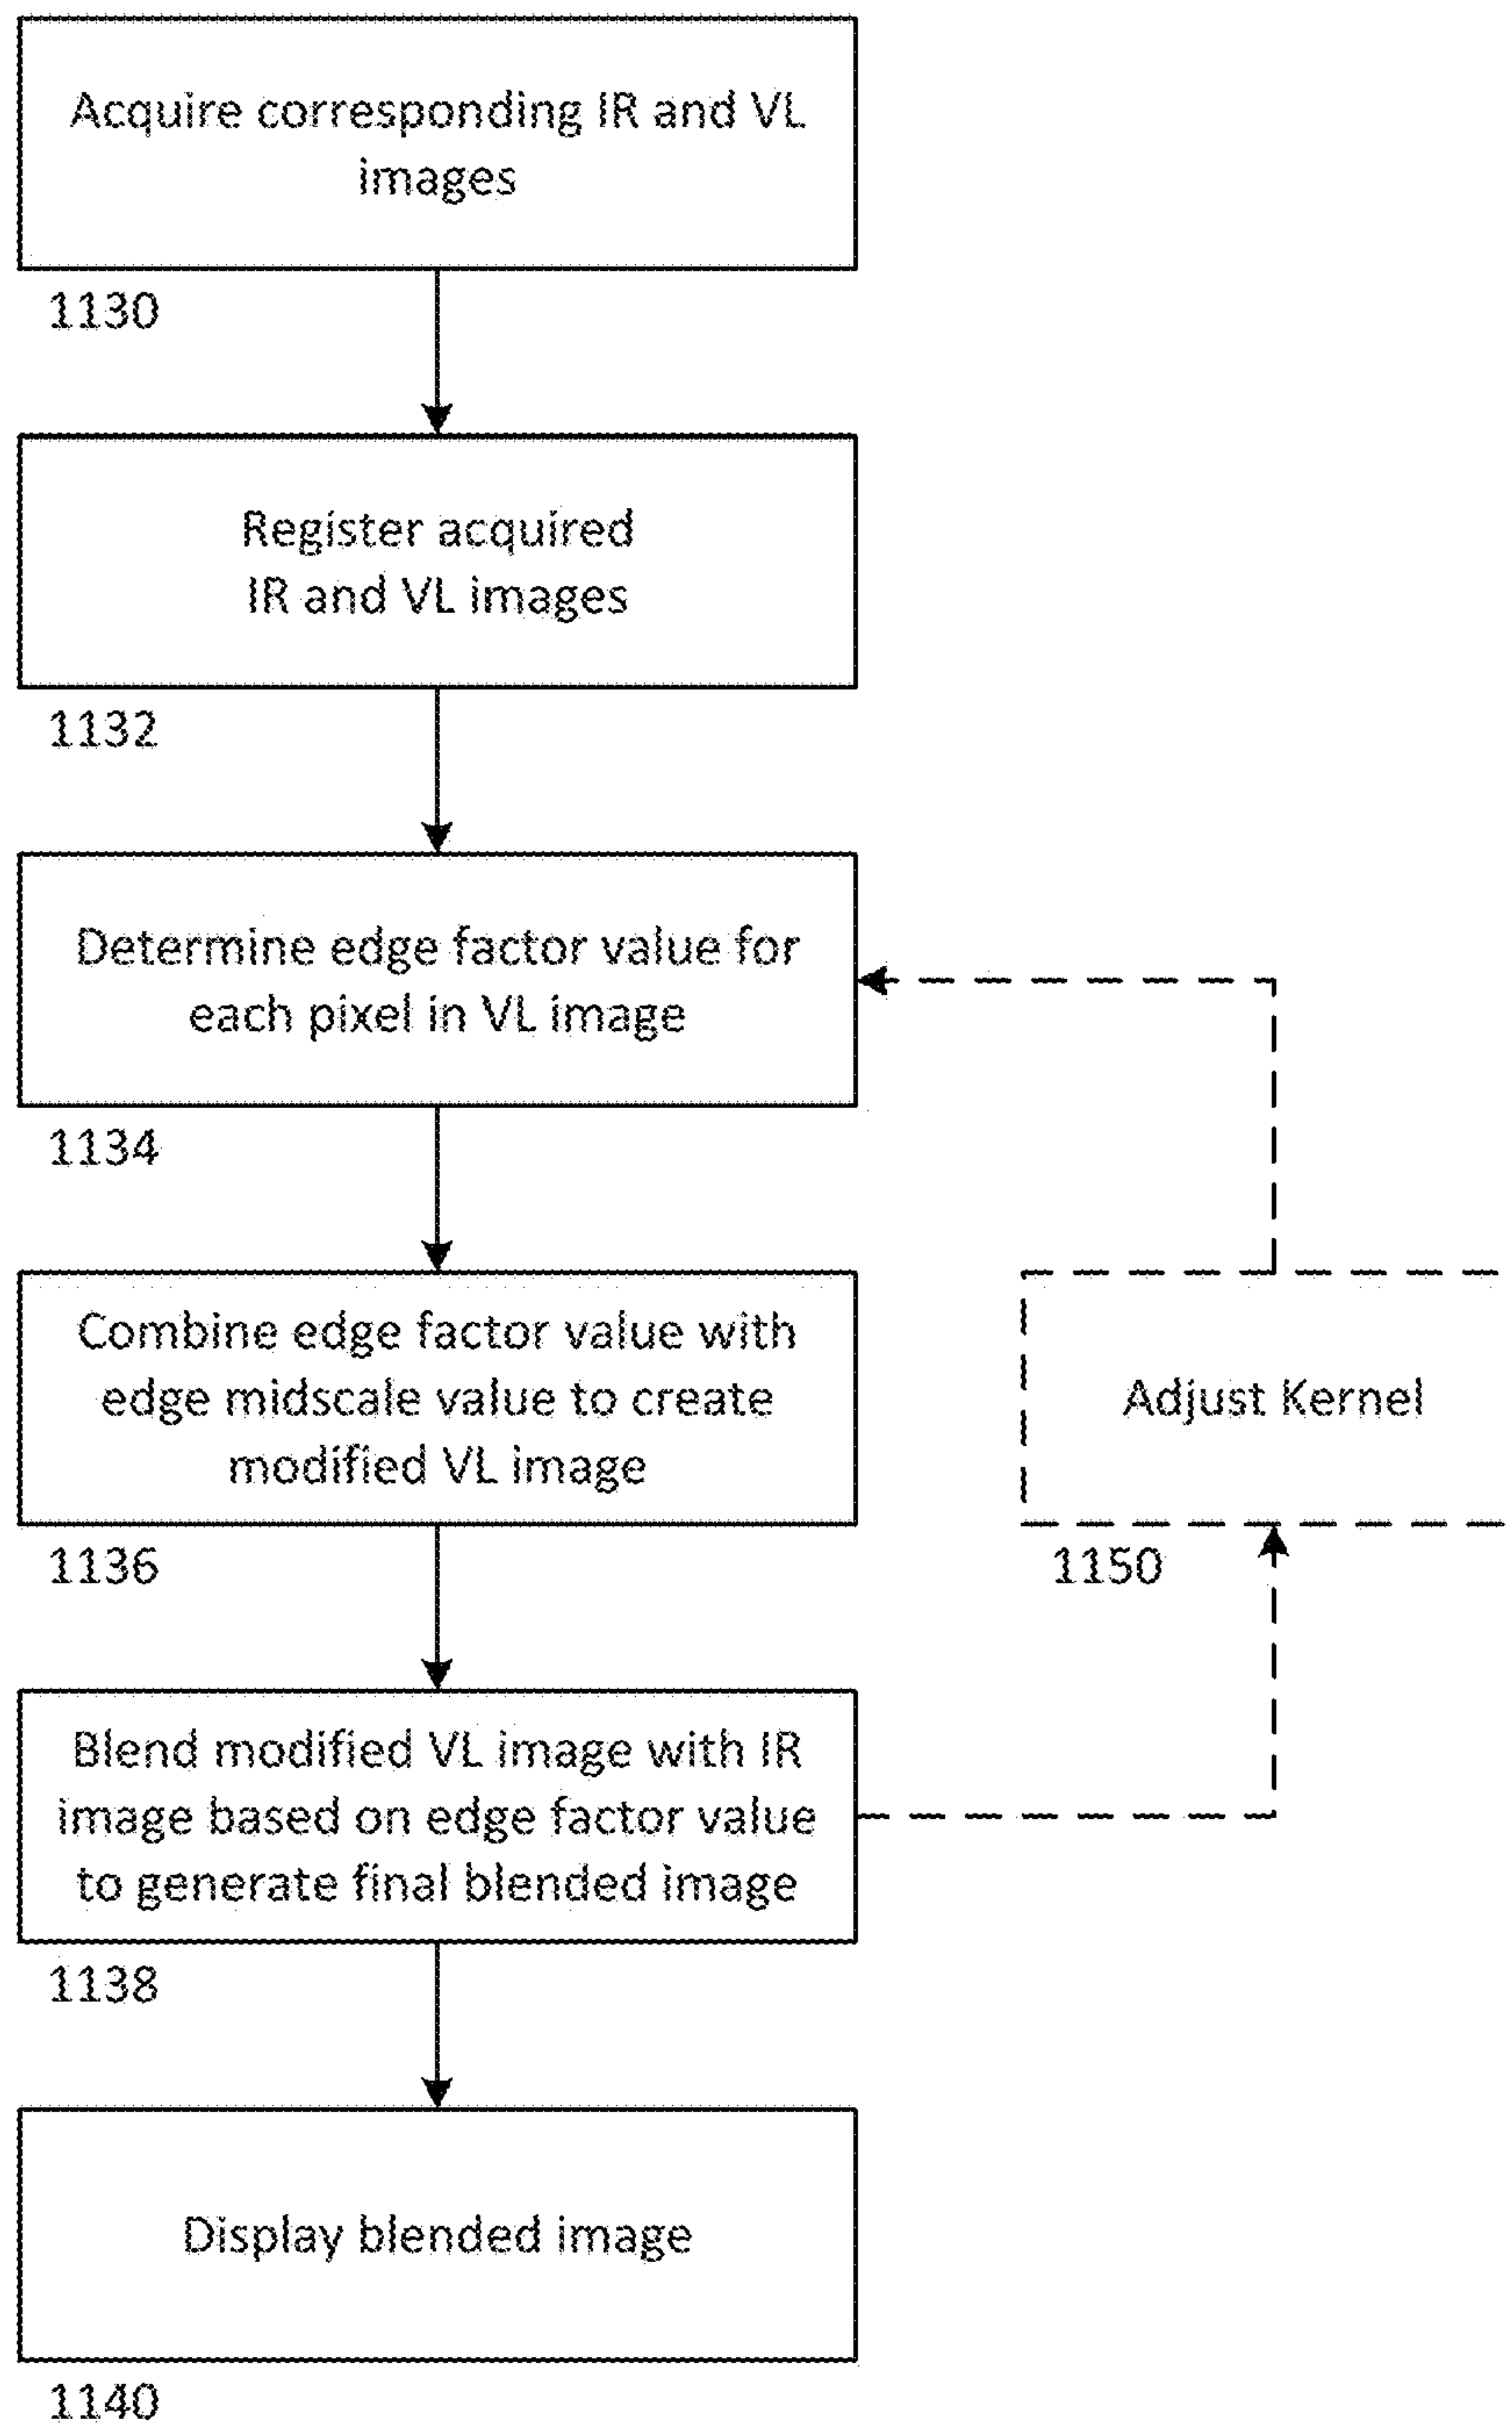 Acquire corresponding IR and VL
images
1130
Register acquired
IR and VL images
1132
Determine edge factor value for
each pixel in VL image
1134
Combine edge factor value with
edge midscale value to create
modified VL image
1136
Adjust Kernel
1150
Blend modified VL image with IR
image based on edge factor value
to generate final blended image
1138
Display blended image
1140